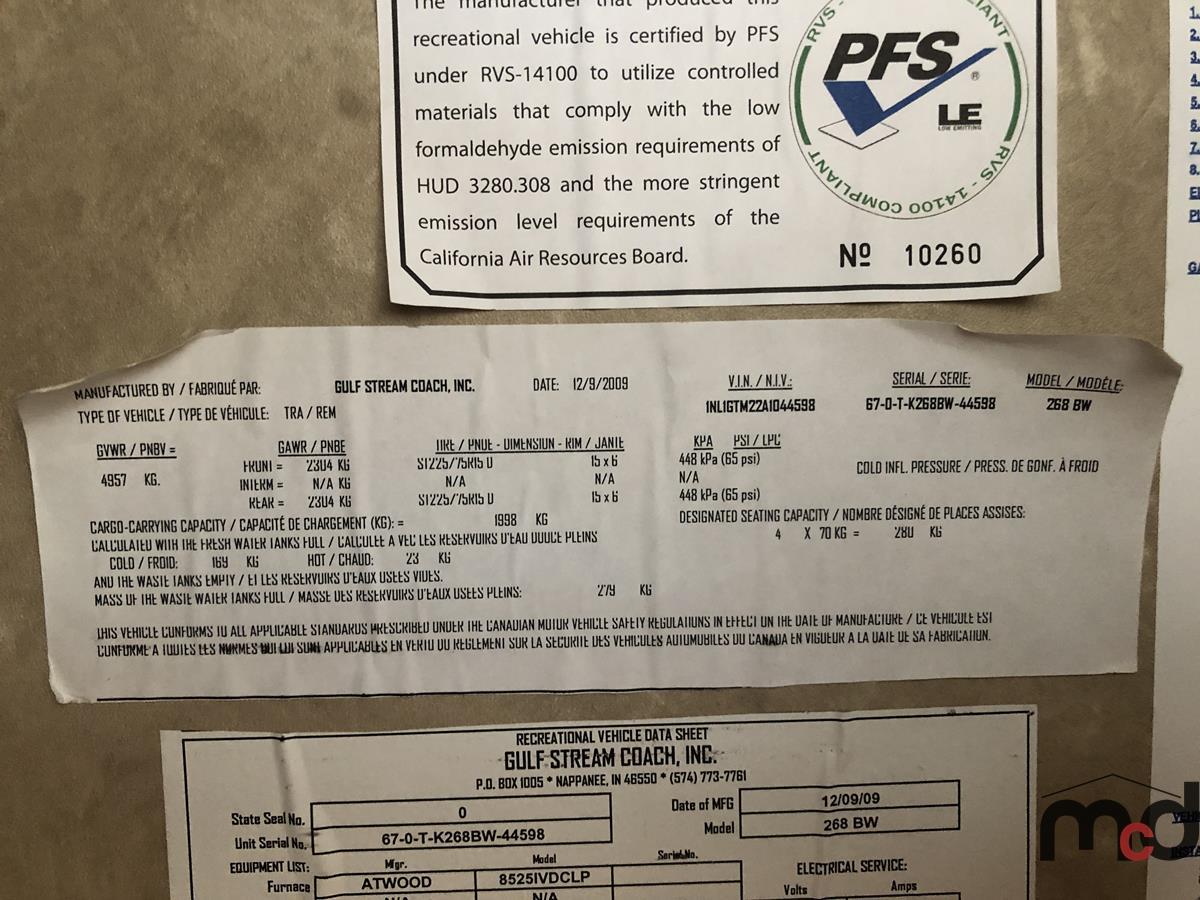 The manufacturer that produced this
recreational vehicle is certified by PFS
under RVS-14100 to utilize controlled
materials that comply with the low
formaldehyde emission requirements of
HUD 3280.308 and the more stringent
emission level requirements of the
California Air Resources Board.
PFS
®
LE
LOW EMITTING
RVS - 14100 COMPLIANT
Nº 10260
MANUFACTURED BY / FABRIQUÉ PAR: GULF STREAM COACH, INC. DATE: 12/9/2009 V.I.N. / N.I.V.: SERIAL / SERIE: MODEL / MODÈLE:
TYPE OF VEHICLE / TYPE DE VÉHICULE: TRA / REM 1NL1GTM22A1044598 67-0-T-K268BW-44598 268 BW
GVWR / PNBV = GAWR / PNBE TIRE / PNUE - DIMENSION - RIM / JANTE KPA PSI / LPC
4957 KG. FRONT = 2304 KG ST225/75R15 D 15 x 6 448 kPa (65 psi) COLD INFL. PRESSURE / PRESS. DE GONF. À FROID
INTERM = N/A KG N/A N/A N/A
REAR = 2304 KG ST225/75R15 D 15 x 6 448 kPa (65 psi)
CARGO-CARRYING CAPACITY / CAPACITÉ DE CHARGEMENT (KG): = 1998 KG DESIGNATED SEATING CAPACITY / NOMBRE DÉSIGNÉ DE PLACES ASSISES:
CALCULATED WITH THE FRESH WATER TANKS FULL / CALCULEE A VEC LES RESERVOIRS D'EAU DOUCE PLEINS 4 X 70 KG = 280 KG
COLD / FROID: 169 KG HOT / CHAUD: 23 KG
AND THE WASTE TANKS EMPTY / ET LES RESERVOIRS D'EAUX USEES VIDES.
MASS OF THE WASTE WATER TANKS FULL / MASSE DES RESERVOIRS D'EAUX USEES PLEINS: 279 KG
THIS VEHICLE CONFORMS TO ALL APPLICABLE STANDARDS PRESCRIBED UNDER THE CANADIAN MOTOR VEHICLE SAFETY REGULATIONS IN EFFECT ON THE DATE OF MANUFACTURE / CE VEHICULE EST
CONFORME A TOUTES LES NORMES QUI LUI SONT APPLICABLES EN VERTU DU REGLEMENT SUR LA SECURITE DES VEHICULES AUTOMOBILES DU CANADA EN VIGUEUR A LA DATE DE SA FABRICATION.
RECREATIONAL VEHICLE DATA SHEET
GULF STREAM COACH, INC.
P.O. BOX 1005 * NAPPANEE, IN 46550 * (574) 773-7761
State Seal No. 0 Date of MFG 12/09/09
Unit Serial No. 67-0-T-K268BW-44598 Model 268 BW
EQUIPMENT LIST: Mfgr. Model Serial No. ELECTRICAL SERVICE:
Furnace ATWOOD 8525IVDCLP Volts Amps
N/A
1.
2.
3.
4.
5.
6.
7.
8.
mcd